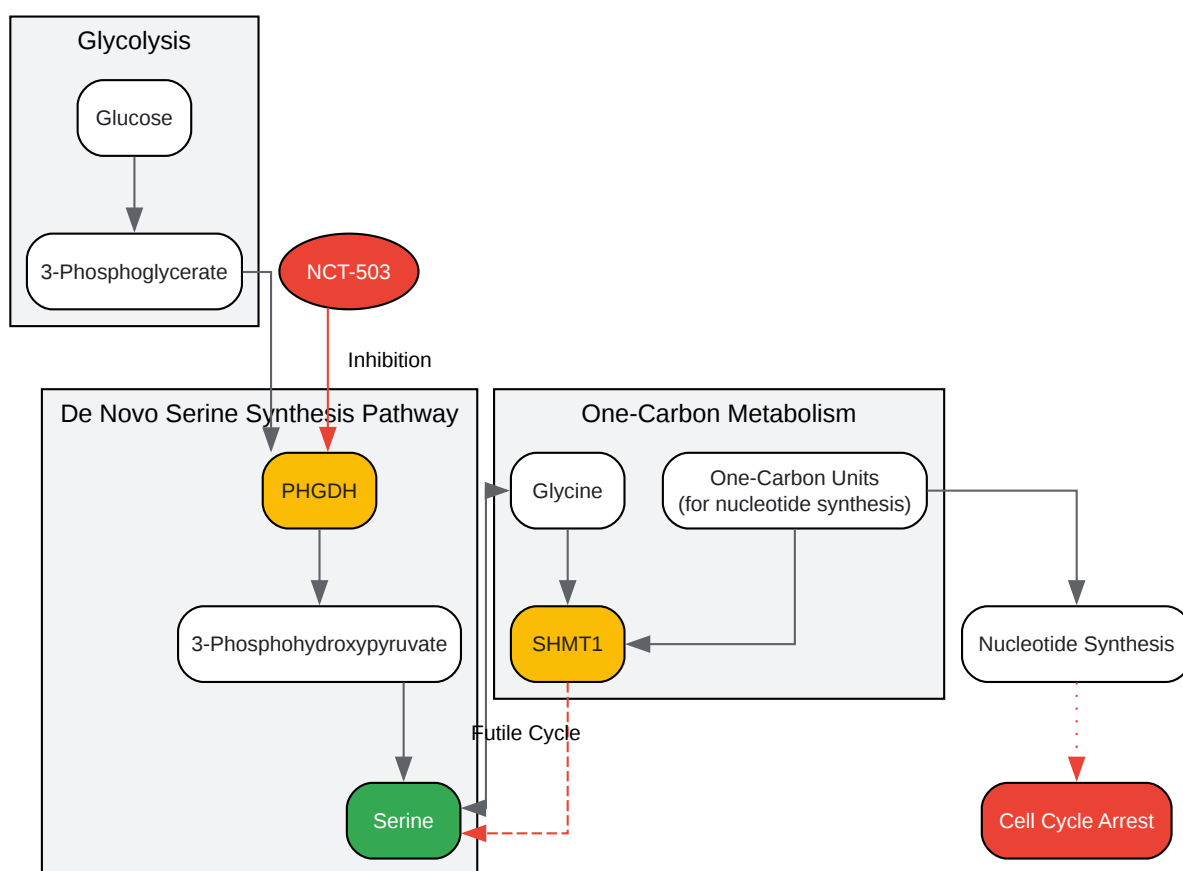 Glycolysis
Glucose
3-Phosphoglycerate
NCT-503
Inhibition
De Novo Serine Synthesis Pathway
One-Carbon Metabolism
PHGDH
Glycine
One-Carbon Units
(for nucleotide synthesis)
3-Phosphohydroxypyruvate
SHMT1
Nucleotide Synthesis
Futile Cycle
Serine
Cell Cycle Arrest